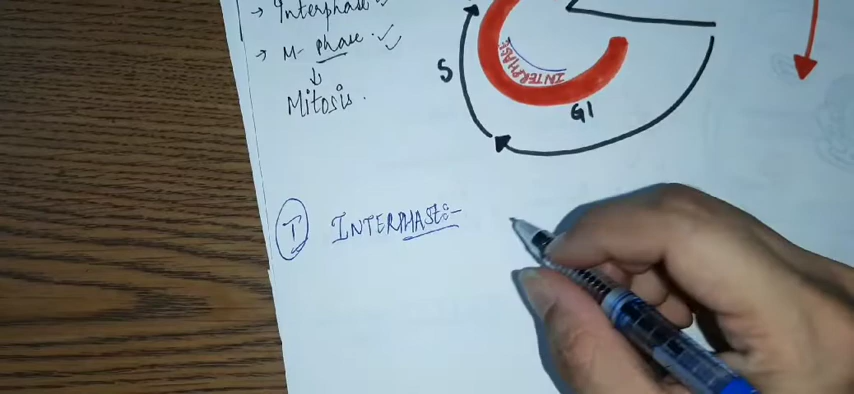 → Interphase ✓
→ M- phase. ✓✓
↓
Mitosis.
S
INTERPHASE
G1
I INTERPHASE:-